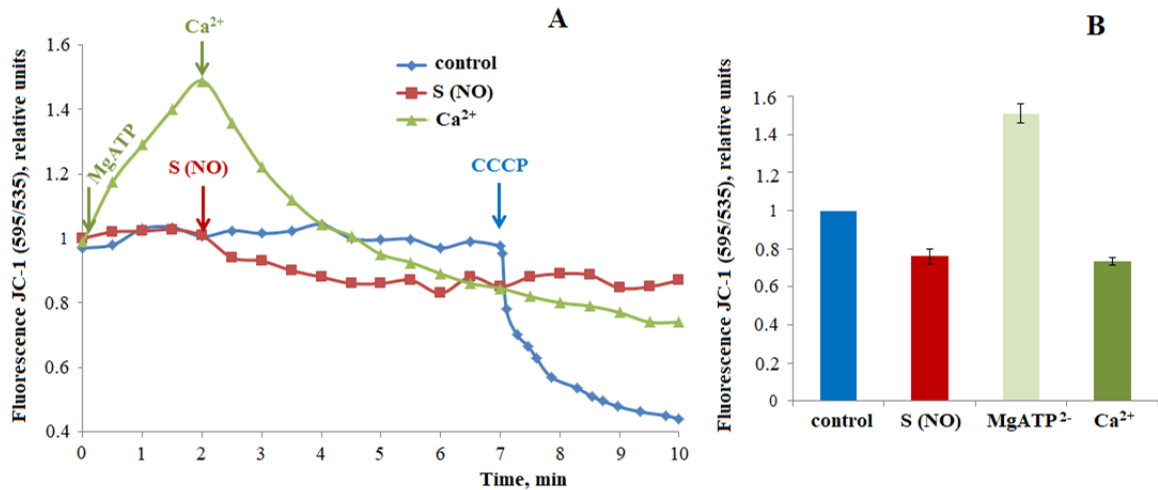 A
Ca²⁺
MgATP
S (NO)
CCCP
control
S (NO)
Ca²⁺
Fluorescence JC-1 (595/535), relative units
1.6
1.4
1.2
1
0.8
0.6
0.4
0
1
2
3
4
5
6
7
8
9
10
Time, min
B
Fluorescence JC-1 (595/535), relative units
1.6
1.4
1.2
1
0.8
0.6
0.4
0.2
0
control
S (NO)
MgATP²⁻
Ca²⁺